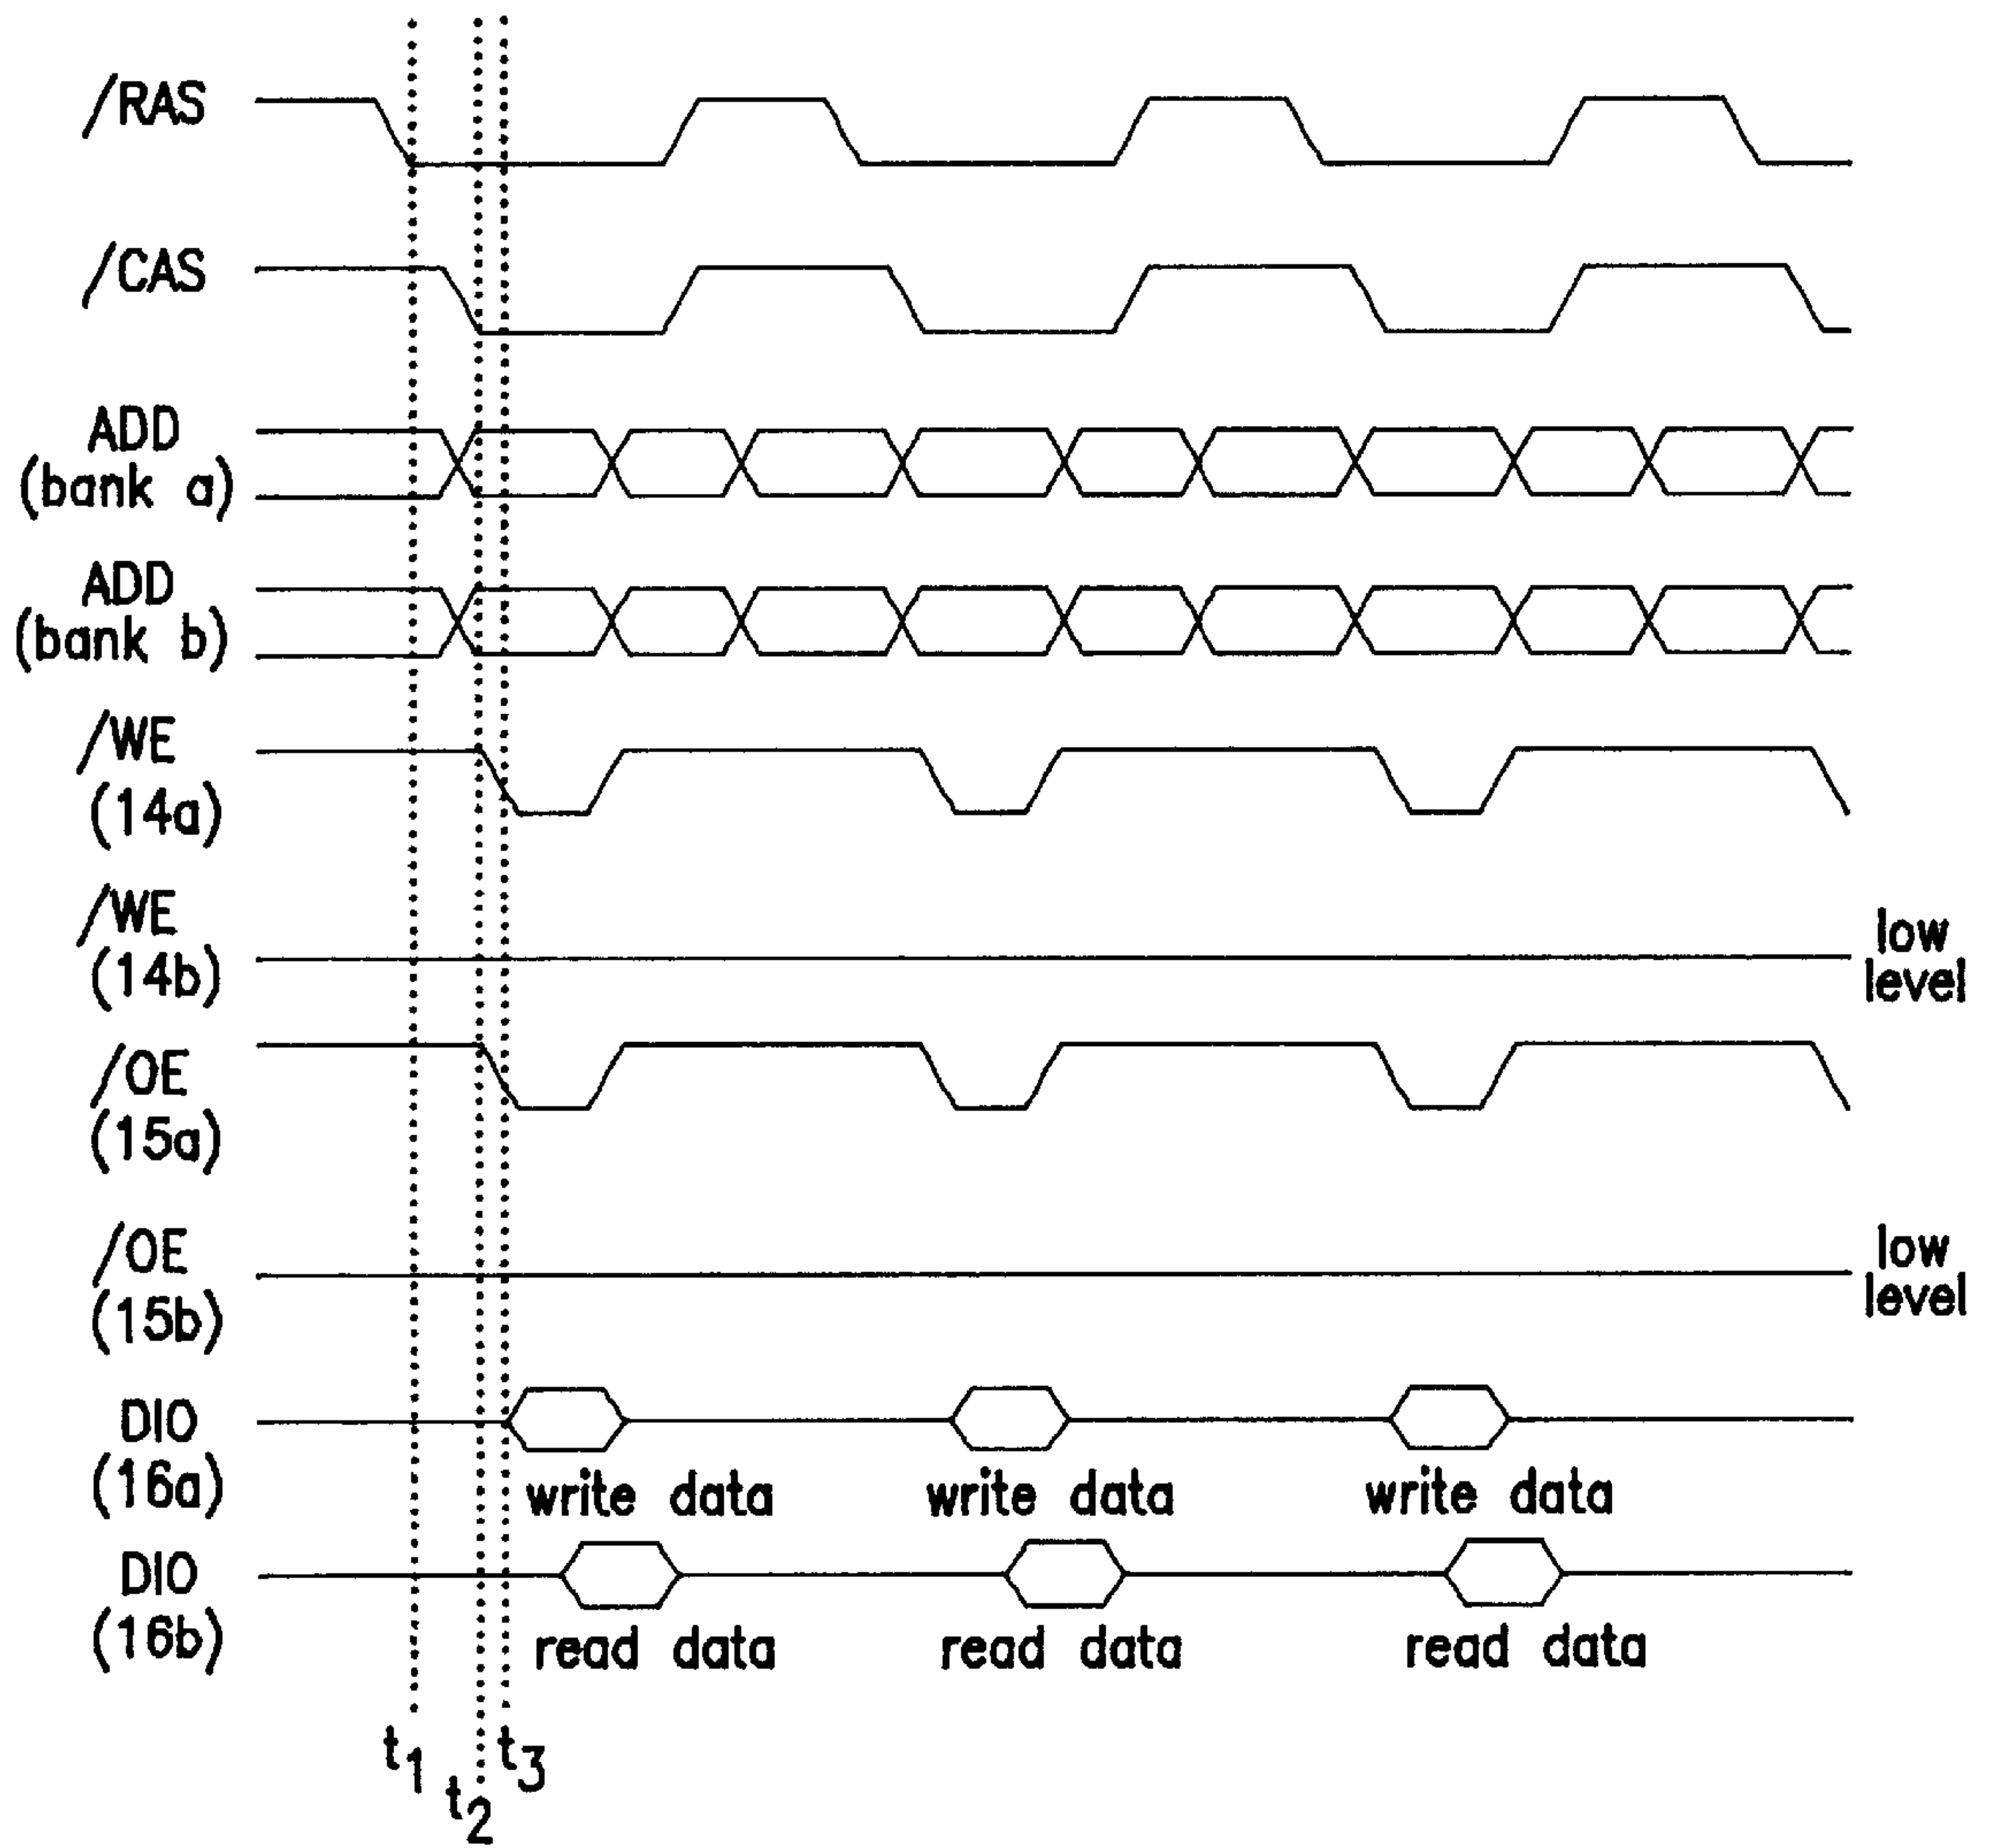 /RAS
/CAS
ADD
(bank a)
ADD
(bank b)
/WE
(14a)
/WE
(14b)
low
level
/OE
(15a)
/OE
(15b)
low
level
DIO
(16a)
write data write data write data
DIO
(16b)
read data read data read data
t1
t2
t3